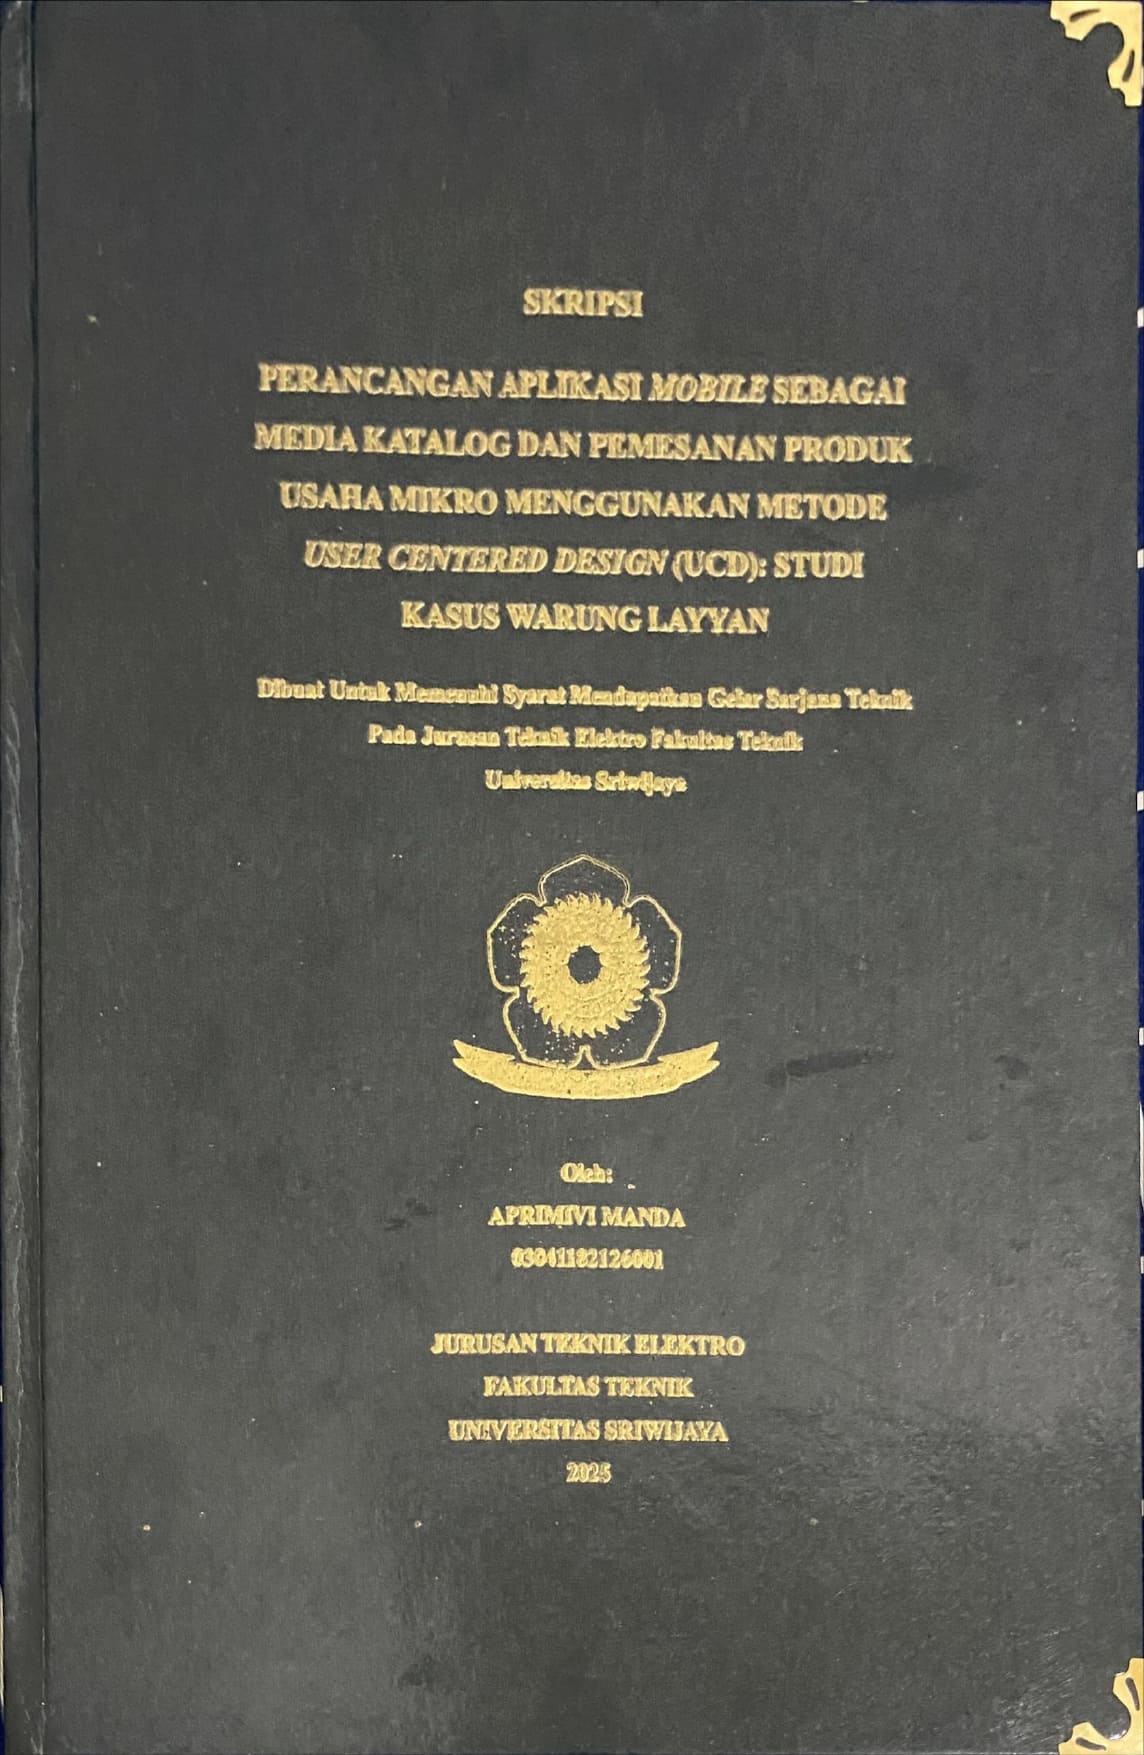 SKRIPSI
PERANCANGAN APLIKASI MOBILE SEBAGAI
MEDIA KATALOG DAN PEMESANAN PRODUK
USAHA MIKRO MENGGUNAKAN METODE
USER CENTERED DESIGN (UCD): STUDI
KASUS WARUNG LAYYAN
Dibuat Untuk Memenuhi Syarat Mendapatkan Gelar Sarjana Teknik
Pada Jurusan Teknik Elektro Fakultas Teknik
Universitas Sriwijaya
Oleh:
APRIMIVI MANDA
03041182126001
JURUSAN TEKNIK ELEKTRO
FAKULTAS TEKNIK
UNIVERSITAS SRIWIJAYA
2025